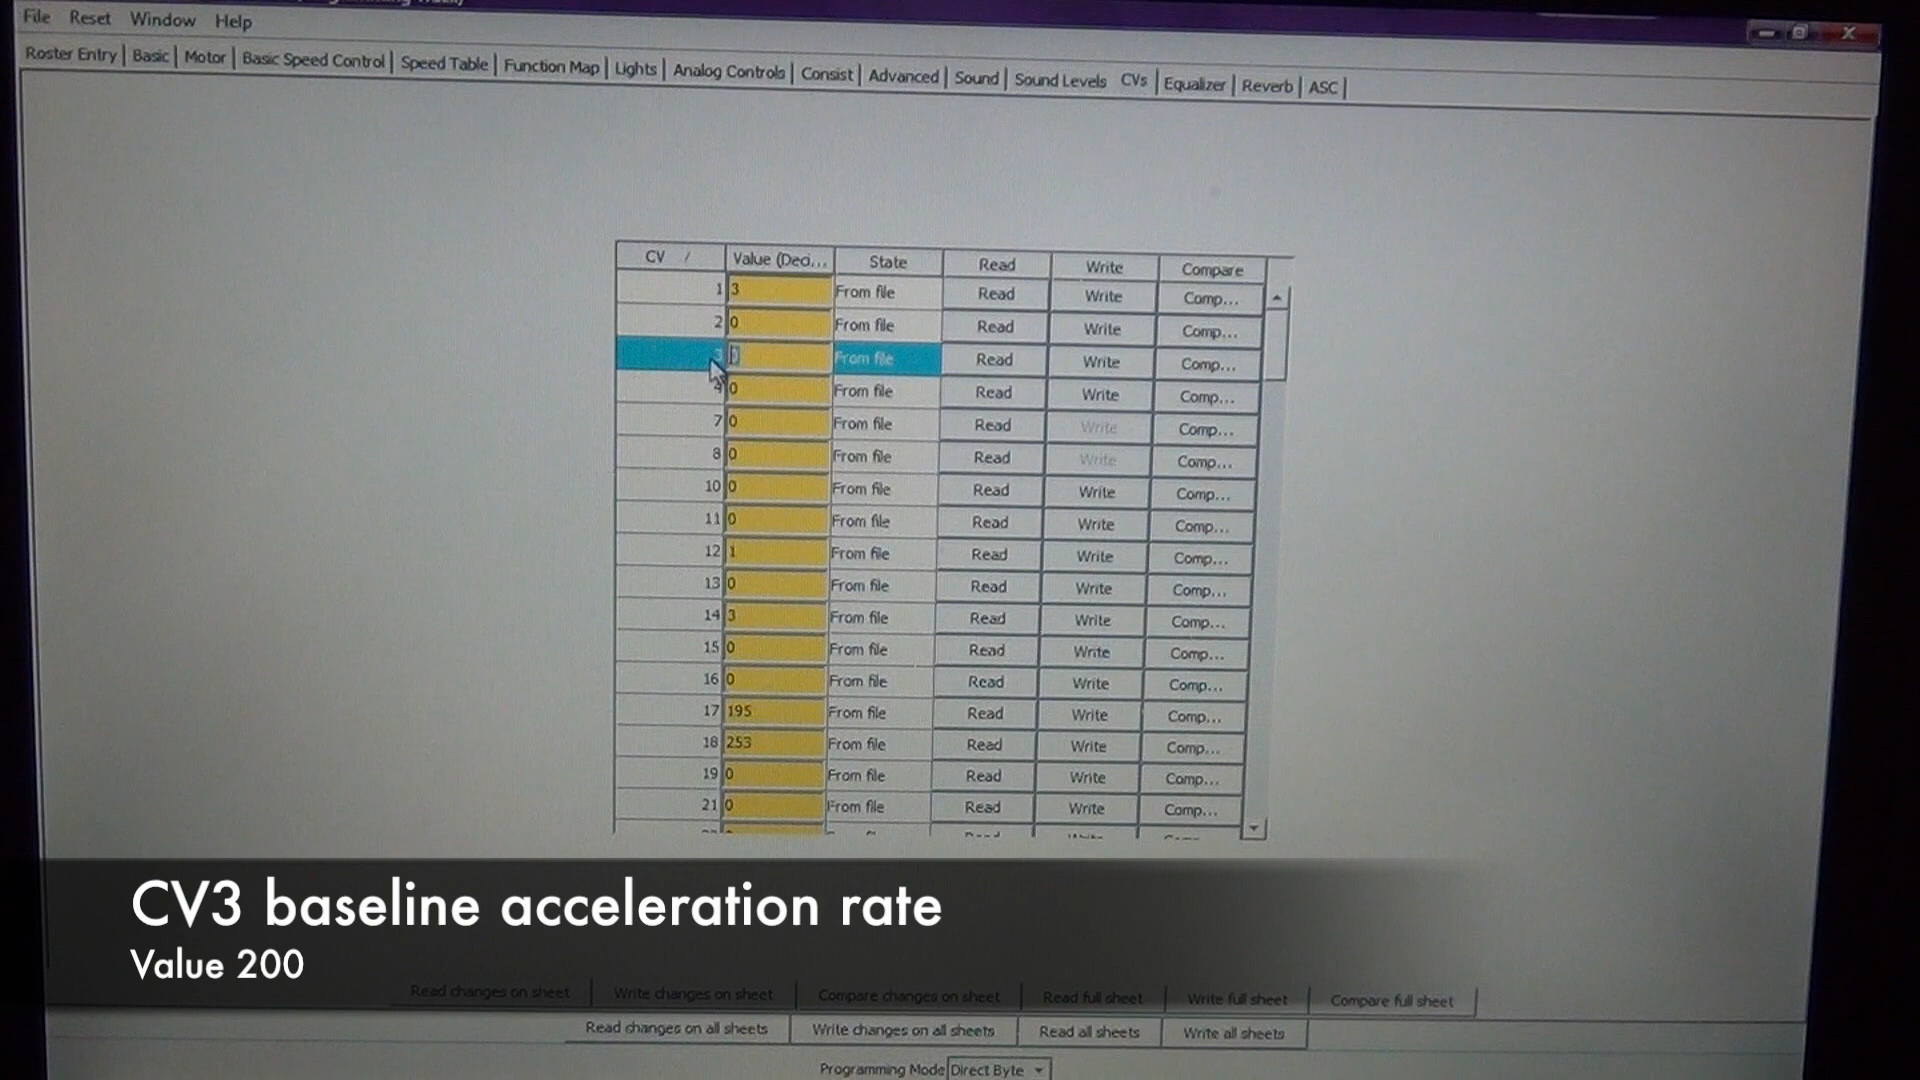 File Reset Window Help
Roster Entry Basic Motor Basic Speed Control Speed Table Function Map Lights Analog Controls Consist Advanced Sound Sound Levels CVs Equalizer Reverb ASC
CV / Value (Deci... State Read Write Compare
1 3 From file Read Write Comp...
2 0 From file Read Write Comp...
3 From file Read Write Comp...
4 0 From file Read Write Comp...
7 0 From file Read Write Comp...
8 0 From file Read Write Comp...
10 0 From file Read Write Comp...
11 0 From file Read Write Comp...
12 1 From file Read Write Comp...
13 0 From file Read Write Comp...
14 3 From file Read Write Comp...
15 0 From file Read Write Comp...
16 0 From file Read Write Comp...
17 195 From file Read Write Comp...
18 253 From file Read Write Comp...
19 0 From file Read Write Comp...
21 0 From file Read Write Comp...
CV3 baseline acceleration rate
Value 200
Read changes on sheet Write changes on sheet Compare changes on sheet Read full sheet Write full sheet Compare full sheet
Read changes on all sheets Write changes on all sheets Read all sheets Write all sheets
Programming Mode Direct Byte